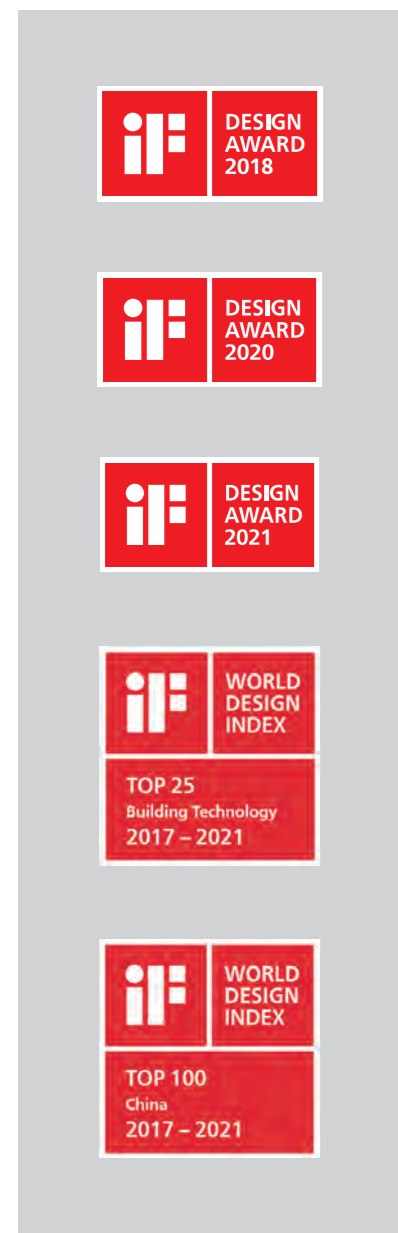 iF
DESIGN
AWARD
2018
iF
DESIGN
AWARD
2020
iF
DESIGN
AWARD
2021
iF
WORLD
DESIGN
INDEX
TOP 25
Building Technology
2017 – 2021
iF
WORLD
DESIGN
INDEX
TOP 100
China
2017 – 2021